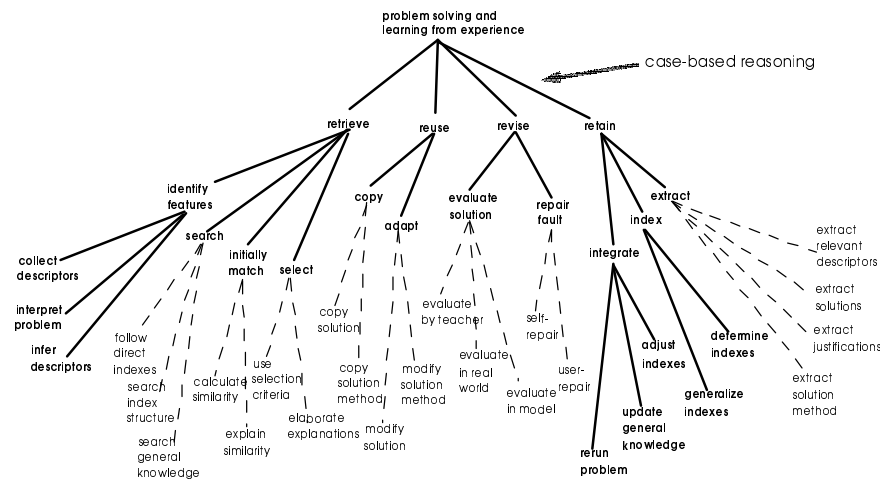 problem solving and
learning from experience
case-based reasoning
retrieve
reuse
revise
retain
identify
features
copy
evaluate
solution
repair
fault
extract
search
adapt
index
initially
match
select
integrate
extract
relevant
descriptors
collect
descriptors
interpret
problem
infer
descriptors
follow
direct
indexes
search
index
structure
search
general
knowledge
calculate
similarity
explain
similarity
use
selection
criteria
elaborate
explanations
copy
solution
copy
solution
method
modify
solution
method
modify
solution
evaluate
by teacher
evaluate
in real
world
evaluate
in model
self-
repair
user-
repair
rerun
problem
update
general
knowledge
adjust
indexes
generalize
indexes
determine
indexes
extract
solutions
extract
justifications
extract
solution
method